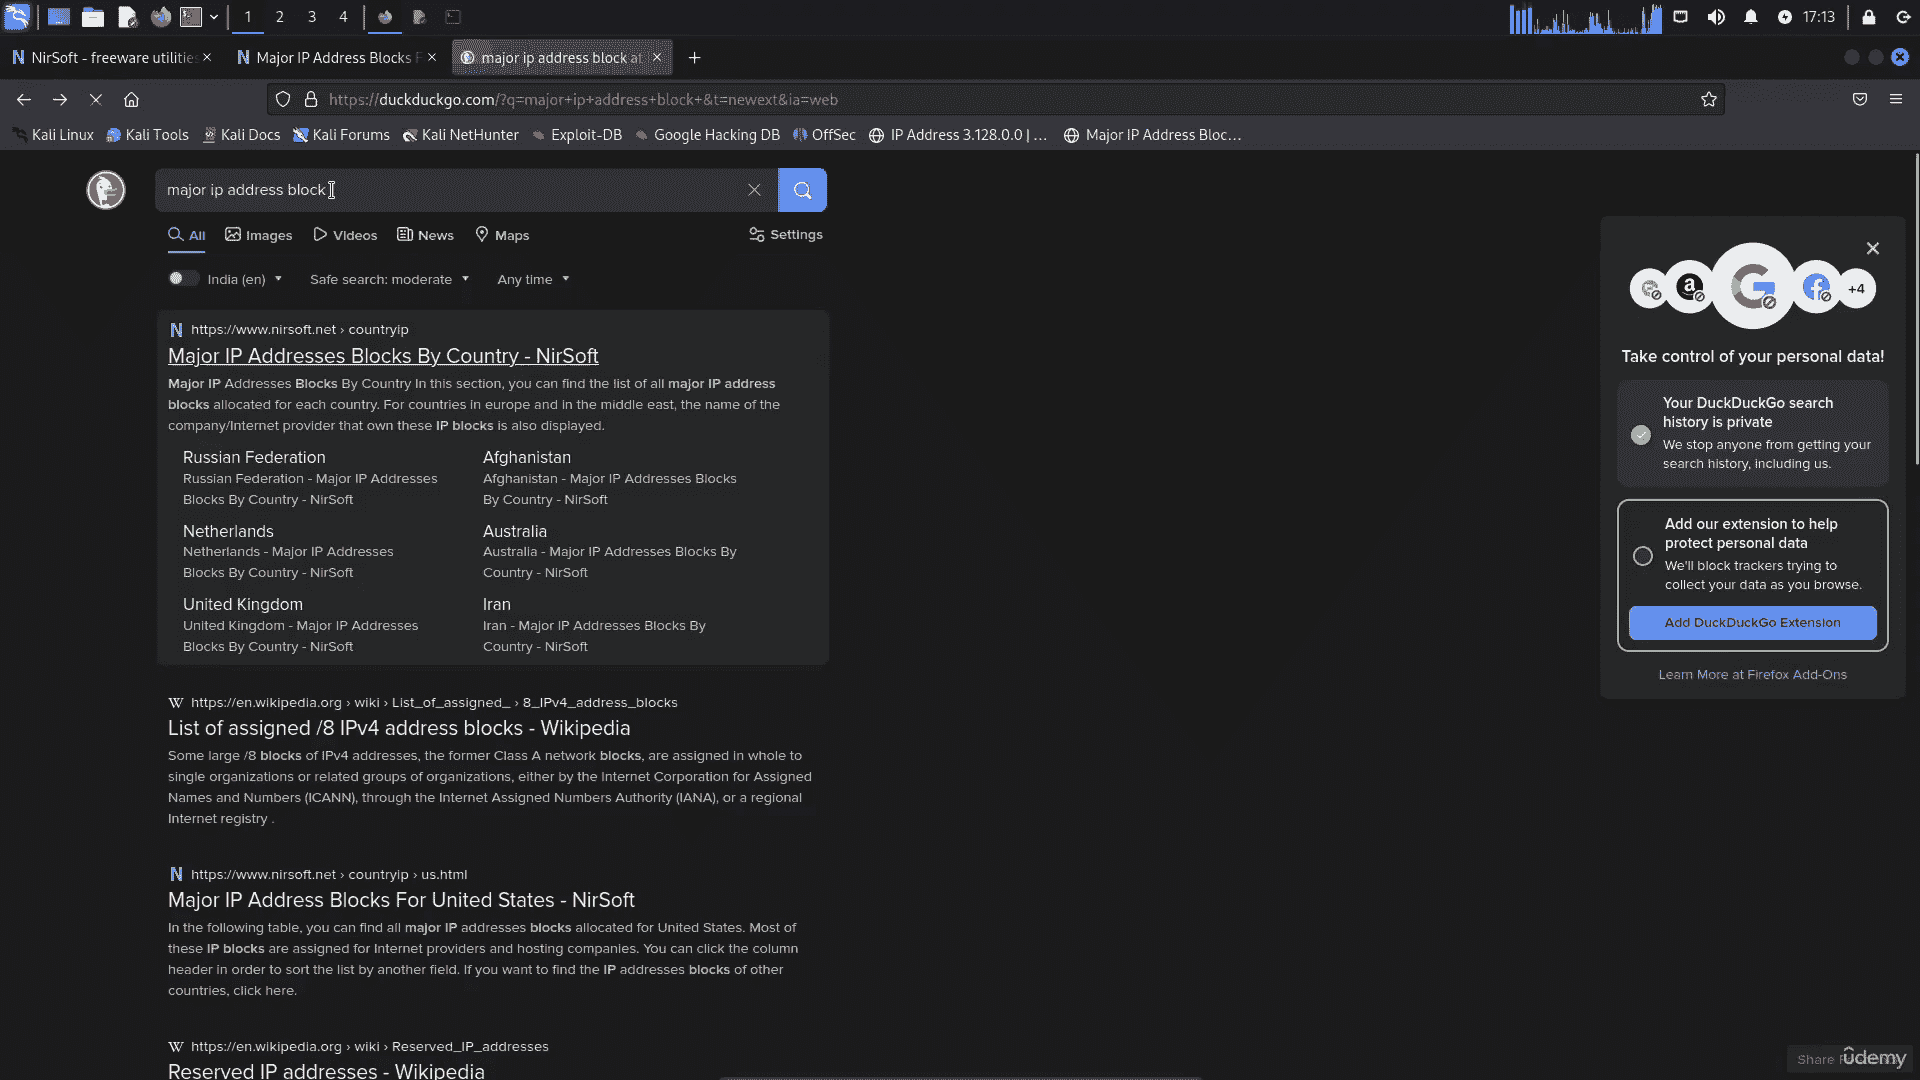 1 2 3 4 17:13
NirSoft - freeware utilities Major IP Address Blocks F major ip address block at
https://duckduckgo.com/?q=major+ip+address+block+&t=newext&ia=web
Kali Linux Kali Tools Kali Docs Kali Forums Kali NetHunter Exploit-DB Google Hacking DB OffSec IP Address 3.128.0.0 | … Major IP Address Bloc…
major ip address block
All Images Videos News Maps Settings
India (en) Safe search: moderate Any time
https://www.nirsoft.net › countryip
Major IP Addresses Blocks By Country - NirSoft
Major IP Addresses Blocks By Country In this section, you can find the list of all major IP address
blocks allocated for each country. For countries in europe and in the middle east, the name of the
company/Internet provider that own these IP blocks is also displayed.
Russian Federation
Russian Federation - Major IP Addresses
Blocks By Country - NirSoft
Afghanistan
Afghanistan - Major IP Addresses Blocks
By Country - NirSoft
Netherlands
Netherlands - Major IP Addresses
Blocks By Country - NirSoft
Australia
Australia - Major IP Addresses Blocks By
Country - NirSoft
United Kingdom
United Kingdom - Major IP Addresses
Blocks By Country - NirSoft
Iran
Iran - Major IP Addresses Blocks By
Country - NirSoft
https://en.wikipedia.org › wiki › List_of_assigned_ › 8_IPv4_address_blocks
List of assigned /8 IPv4 address blocks - Wikipedia
Some large /8 blocks of IPv4 addresses, the former Class A network blocks, are assigned in whole to
single organizations or related groups of organizations, either by the Internet Corporation for Assigned
Names and Numbers (ICANN), through the Internet Assigned Numbers Authority (IANA), or a regional
Internet registry .
https://www.nirsoft.net › countryip › us.html
Major IP Address Blocks For United States - NirSoft
In the following table, you can find all major IP addresses blocks allocated for United States. Most of
these IP blocks are assigned for Internet providers and hosting companies. You can click the column
header in order to sort the list by another field. If you want to find the IP addresses blocks of other
countries, click here.
https://en.wikipedia.org › wiki › Reserved_IP_addresses
Reserved IP addresses - Wikipedia
+4
Take control of your personal data!
Your DuckDuckGo search
history is private
We stop anyone from getting your
search history, including us.
Add our extension to help
protect personal data
We'll block trackers trying to
collect your data as you browse.
Add DuckDuckGo Extension
Learn More at Firefox Add-Ons
Share
ûdemy